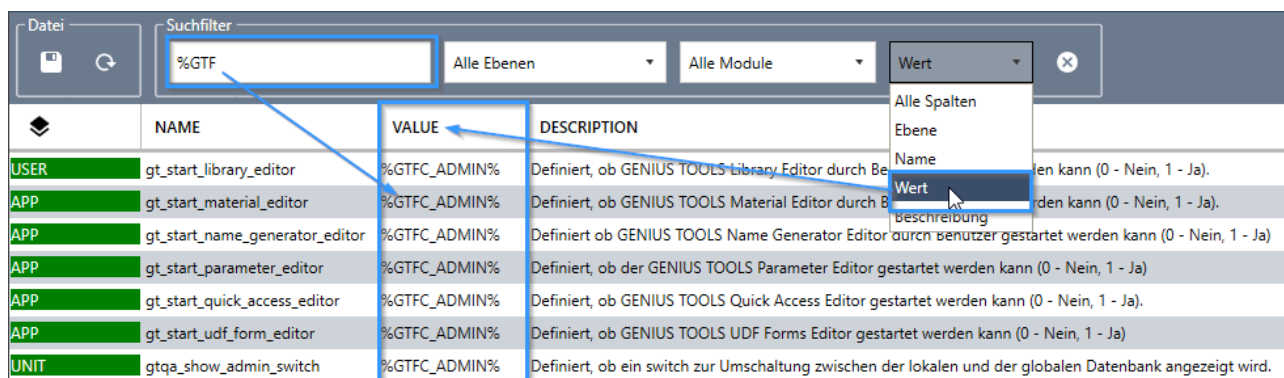 Datei
Suchfilter
%GTF
Alle Ebenen
Alle Module
Wert
Alle Spalten
Ebene
Name
Wert
Beschreibung
NAME VALUE DESCRIPTION
USER gt_start_library_editor %GTFC_ADMIN% Definiert, ob GENIUS TOOLS Library Editor durch Be den kann (0 - Nein, 1 - Ja).
APP gt_start_material_editor %GTFC_ADMIN% Definiert, ob GENIUS TOOLS Material Editor durch B rden kann (0 - Nein, 1 - Ja).
APP gt_start_name_generator_editor %GTFC_ADMIN% Definiert ob GENIUS TOOLS Name Generator Editor durch Benutzer gestartet werden kann (0 - Nein, 1 - Ja)
APP gt_start_parameter_editor %GTFC_ADMIN% Definiert, ob der GENIUS TOOLS Parameter Editor gestartet werden kann (0 - Nein, 1 - Ja)
APP gt_start_quick_access_editor %GTFC_ADMIN% Definiert, ob GENIUS TOOLS Quick Access Editor gestartet werden kann (0 - Nein, 1 - Ja).
APP gt_start_udf_form_editor %GTFC_ADMIN% Definiert, ob GENIUS TOOLS UDF Forms Editor gestartet werden kann (0 - Nein, 1 - Ja)
UNIT gtqa_show_admin_switch %GTFC_ADMIN% Definiert, ob ein switch zur Umschaltung zwischen der lokalen und der globalen Datenbank angezeigt wird.